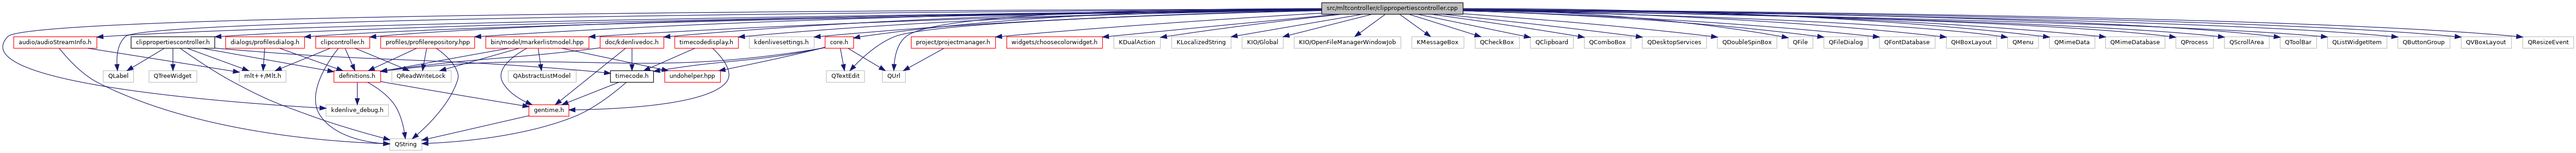 src/mltcontroller/clippropertiescontroller.cpp
audio/audioStreamInfo.h
clippropertiescontroller.h
dialogs/profilesdialog.h
clipcontroller.h
profiles/profilerepository.hpp
bin/model/markerlistmodel.hpp
doc/kdenlivedoc.h
timecodedisplay.h
kdenlivesettings.h
core.h
project/projectmanager.h
widgets/choosecolorwidget.h
KDualAction
KLocalizedString
KIO/Global
KIO/OpenFileManagerWindowJob
KMessageBox
QCheckBox
QClipboard
QComboBox
QDesktopServices
QDoubleSpinBox
QFile
QFileDialog
QFontDatabase
QHBoxLayout
QMenu
QMimeData
QMimeDatabase
QProcess
QScrollArea
QToolBar
QListWidgetItem
QButtonGroup
QVBoxLayout
QResizeEvent
QLabel
QTreeWidget
mlt++/Mlt.h
definitions.h
QReadWriteLock
QAbstractListModel
timecode.h
undohelper.hpp
QTextEdit
QUrl
kdenlive_debug.h
gentime.h
QString